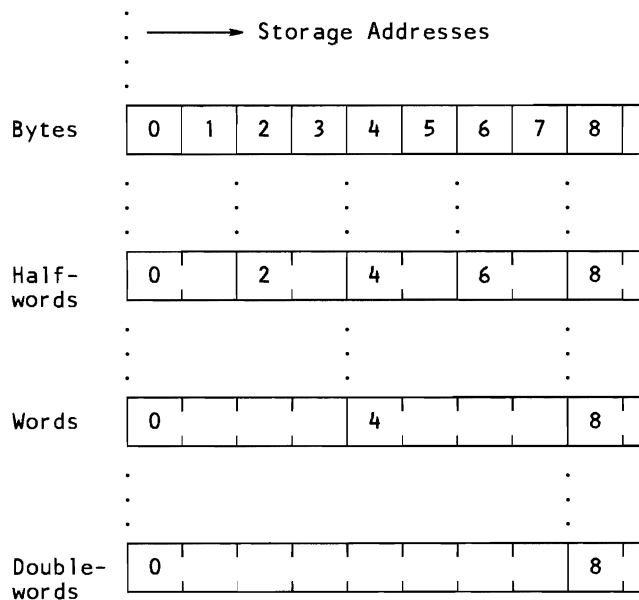 Storage Addresses
Bytes 0 1 2 3 4 5 6 7 8
Half-
words 0 2 4 6 8
Words 0 4 8
Double-
words 0 8